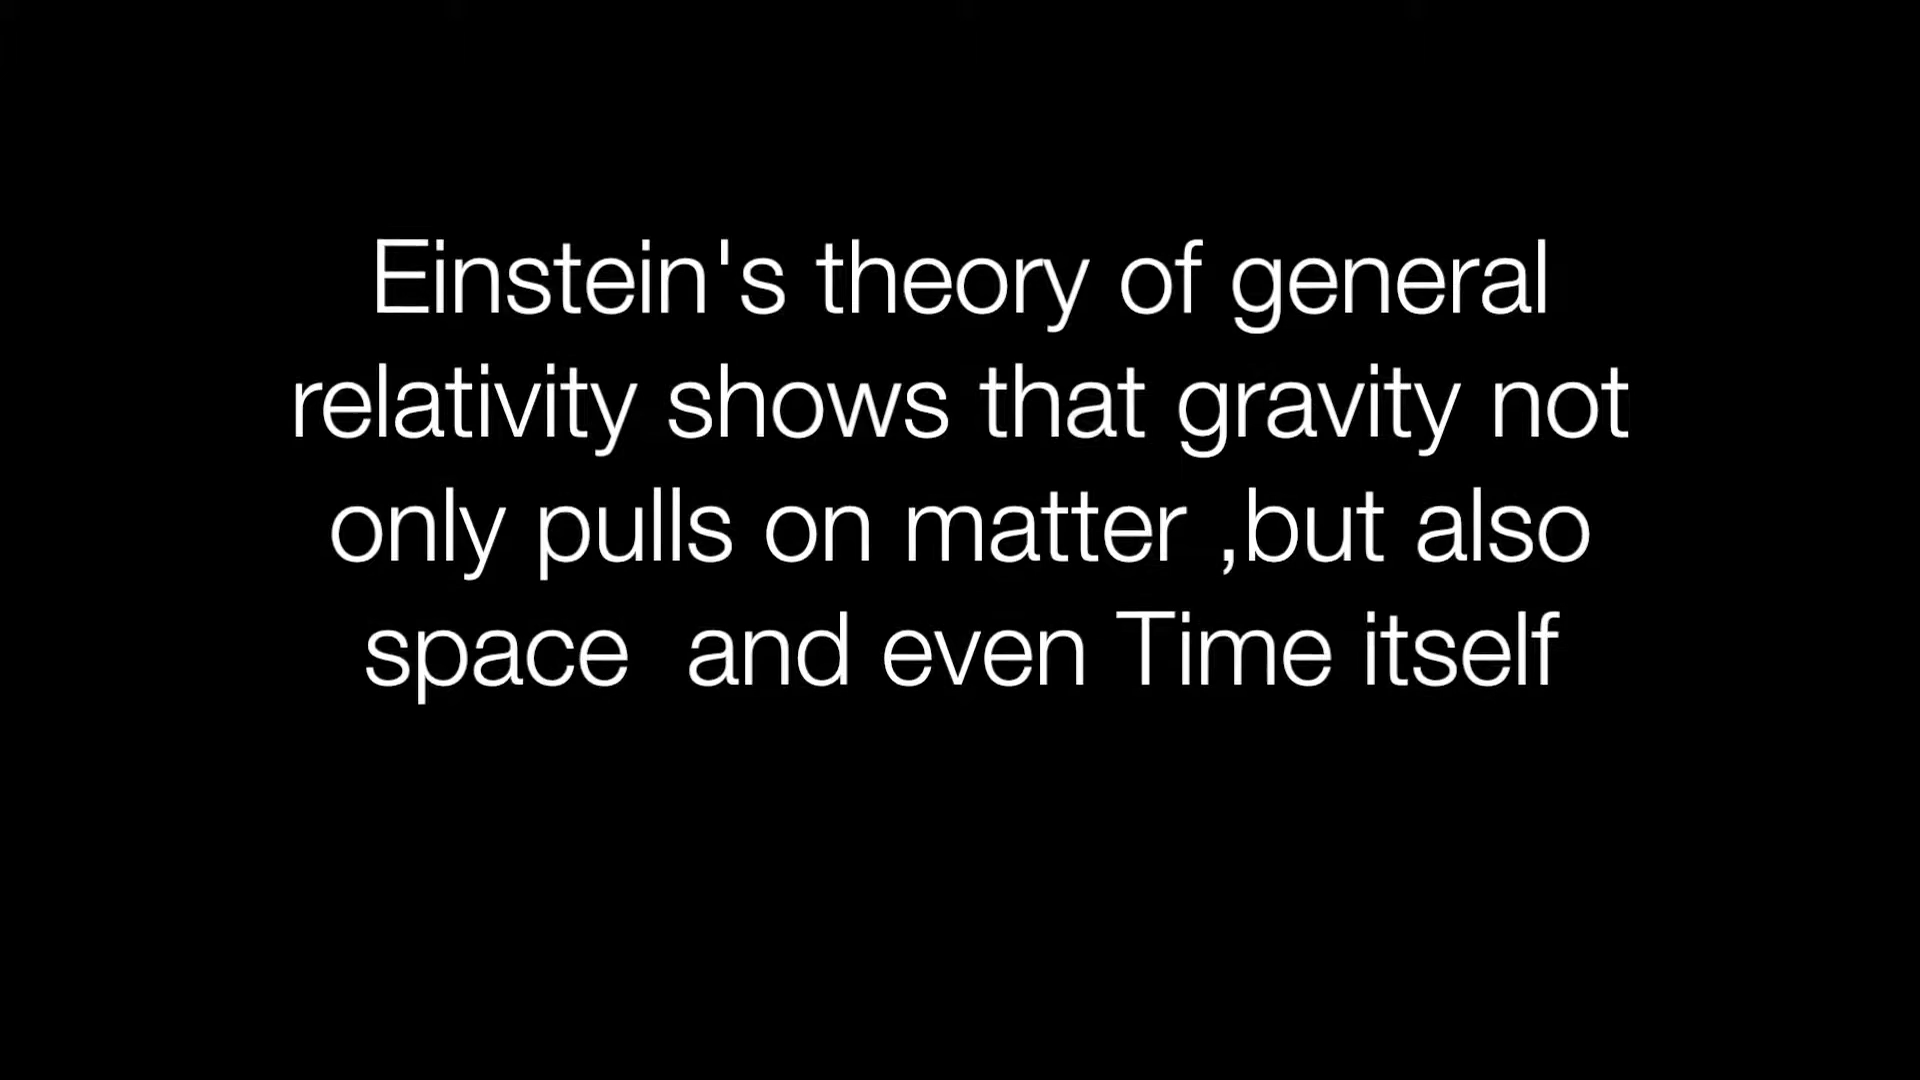 Einstein's theory of general
relativity shows that gravity not
only pulls on matter ,but also
space  and even Time itself